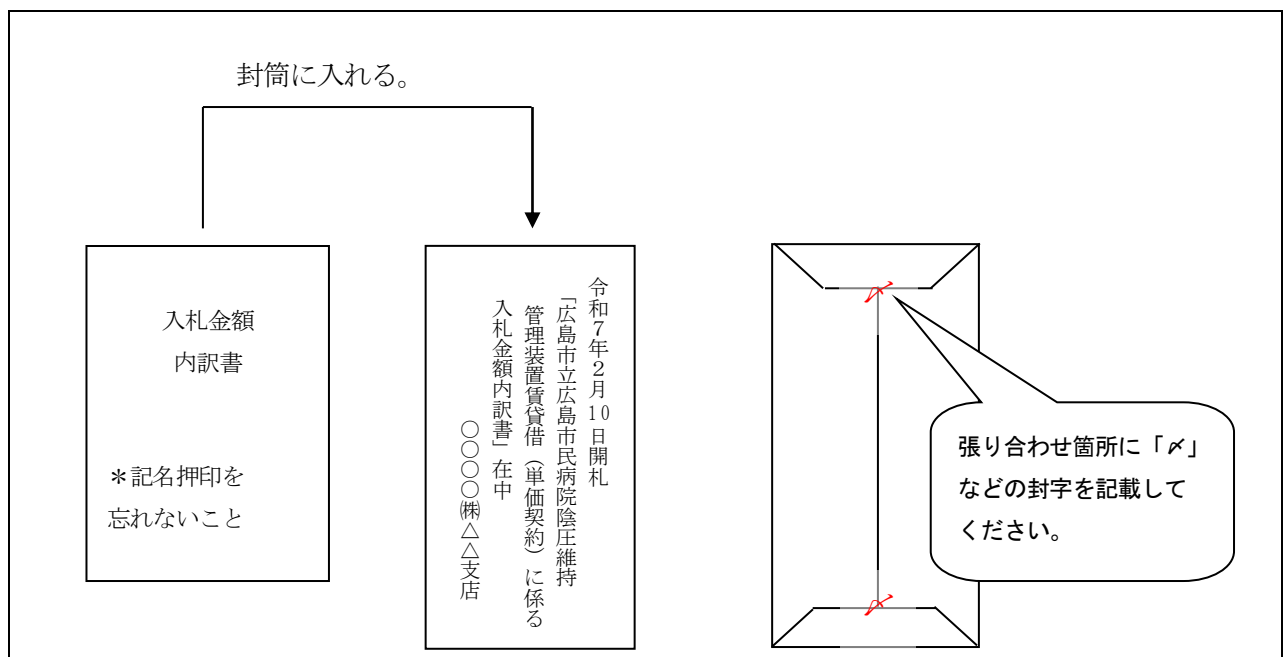 封筒に入れる。
入札金額
内訳書
＊記名押印を
忘れないこと
令和７年２月10日開札
「広島市立広島市民病院陰圧維持
管理装置賃貸借（単価契約）に係る
入札金額内訳書」在中
○○○○㈱△△支店
〆
〆
張り合わせ箇所に「〆」
などの封字を記載して
ください。